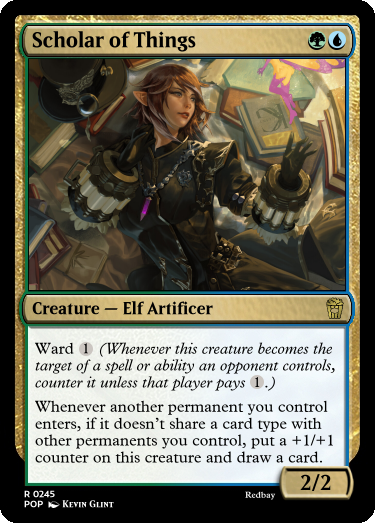 Scholar of Things
Creature — Elf Artificer
Ward 1 (Whenever this creature becomes the
target of a spell or ability an opponent controls,
counter it unless that player pays 1.)
Whenever another permanent you control
enters, if it doesn't share a card type with
other permanents you control, put a +1/+1
counter on this creature and draw a card.
2/2
R 0245
POP Kevin Glint
Redbay